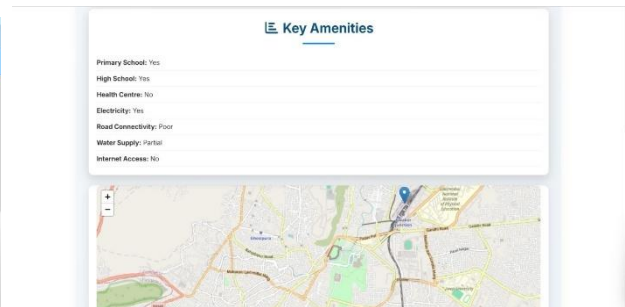 Key Amenities
Primary School: Yes
High School: Yes
Health Centre: No
Electricity: Yes
Road Connectivity: Poor
Water Supply: Partial
Internet Access: No
+
−